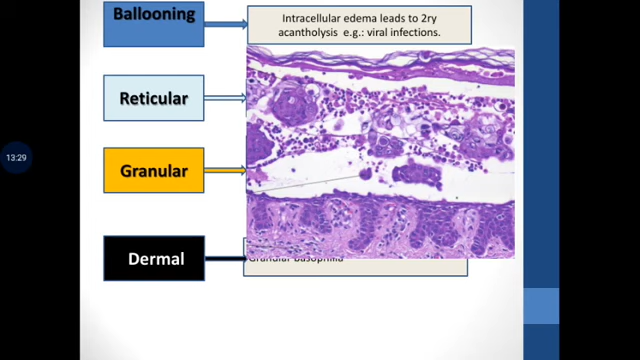 Ballooning
Intracellular edema leads to 2ry
acantholysis e.g.: viral infections.
Reticular
13:29
Granular
Dermal
Granular Basophilia